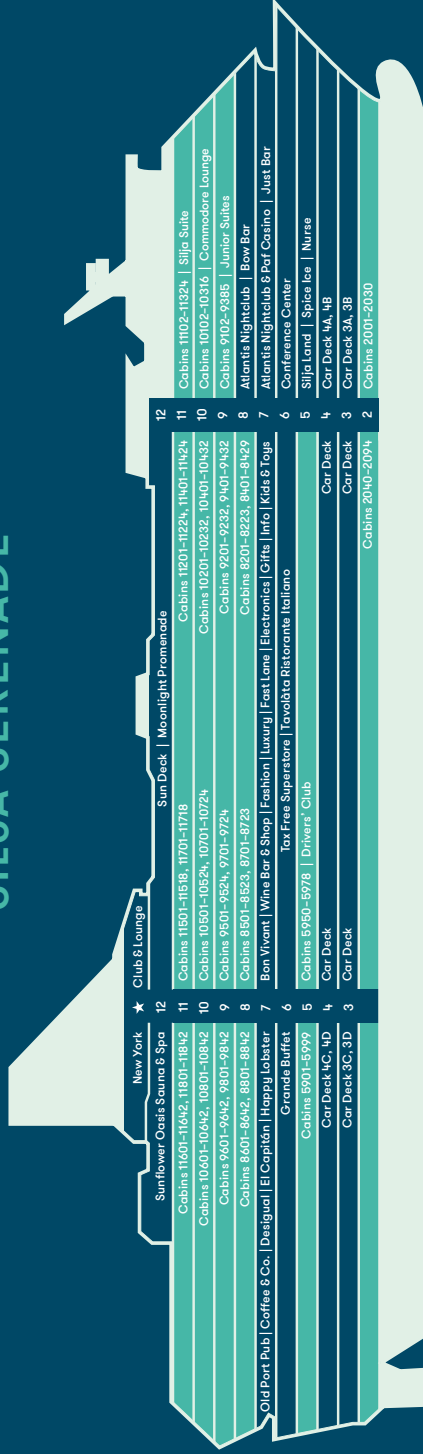 SILJA SERENADE
New York ★ Club & Lounge
Sunflower Oasis Sauna & Spa 12 Sun Deck | Moonlight Promenade 12
Cabins 11601–11642, 11801–11842 11 Cabins 11501–11518, 11701–11718 Cabins 11201–11224, 11401–11424 11 Cabins 11102–11324 | Silja Suite
Cabins 10601–10642, 10801–10842 10 Cabins 10501–10524, 10701–10724 Cabins 10201–10232, 10401–10432 10 Cabins 10102–10316 | Commodore Lounge
Cabins 9601–9642, 9801–9842 9 Cabins 9501–9524, 9701–9724 Cabins 9201–9232, 9401–9432 9 Cabins 9102–9385 | Junior Suites
Cabins 8601–8642, 8801–8842 8 Cabins 8501–8523, 8701–8723 Cabins 8201–8223, 8401–8429 8 Atlantis Nightclub | Bow Bar
Old Port Pub | Coffee & Co. | Desigual | El Capitán | Happy Lobster 7 Bon Vivant | Wine Bar & Shop | Fashion | Luxury | Fast Lane | Electronics | Gifts | Info | Kids & Toys 7 Atlantis Nightclub & Paf Casino | Just Bar
Grande Buffet 6 Tax Free Superstore | Tavolàta Ristorante Italiano 6 Conference Center
Cabins 5901–5999 5 Cabins 5950–5978 | Drivers' Club 5 Silja Land | Spice Ice | Nurse
Car Deck 4C, 4D 4 Car Deck Car Deck 4 Car Deck 4A, 4B
Car Deck 3C, 3D 3 Car Deck Car Deck 3 Car Deck 3A, 3B
Cabins 2040–2094 2 Cabins 2001–2030